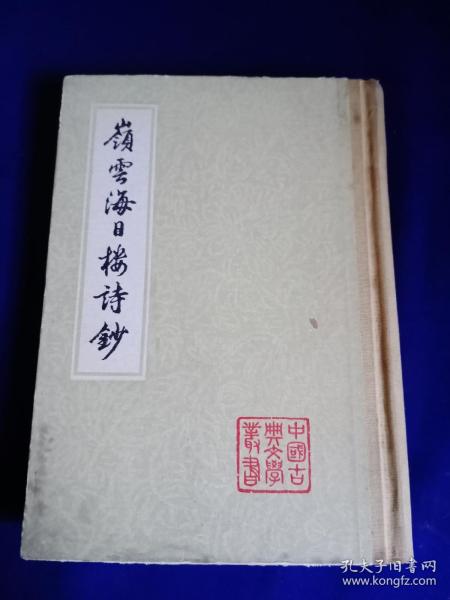 嶺雲海日楼詩鈔
中國古
典文學
叢書
孔夫子旧书网
www.kongfz.com